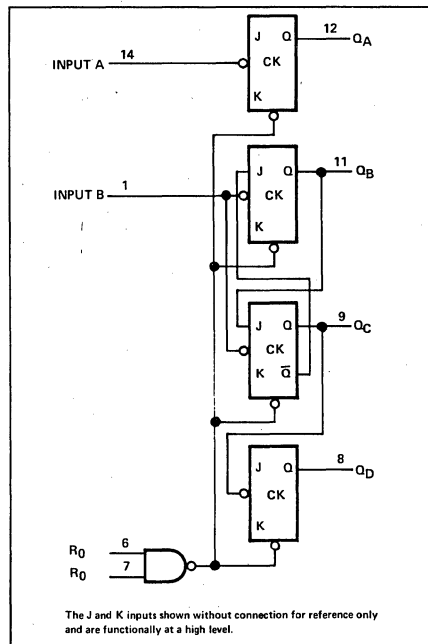 J Q 12 QA
INPUT A 14 CK
K
J Q 11 QB
INPUT B 1 CK
K
J Q 9 QC
CK
K Q̅
J Q 8 QD
CK
K
R0 6
R0 7
The J and K inputs shown without connection for reference only
and are functionally at a high level.